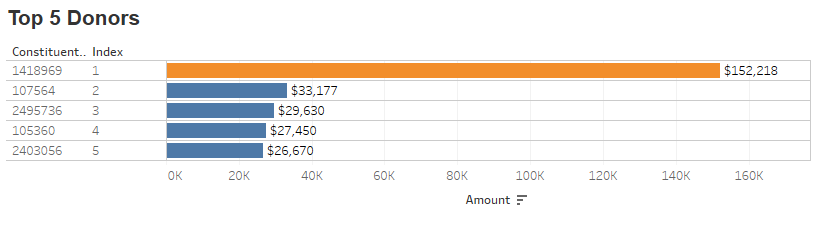 Top 5 Donors
Constituent.. Index
1418969 1 $152,218
107564 2 $33,177
2495736 3 $29,630
105360 4 $27,450
2403056 5 $26,670
0K 20K 40K 60K 80K 100K 120K 140K 160K
Amount